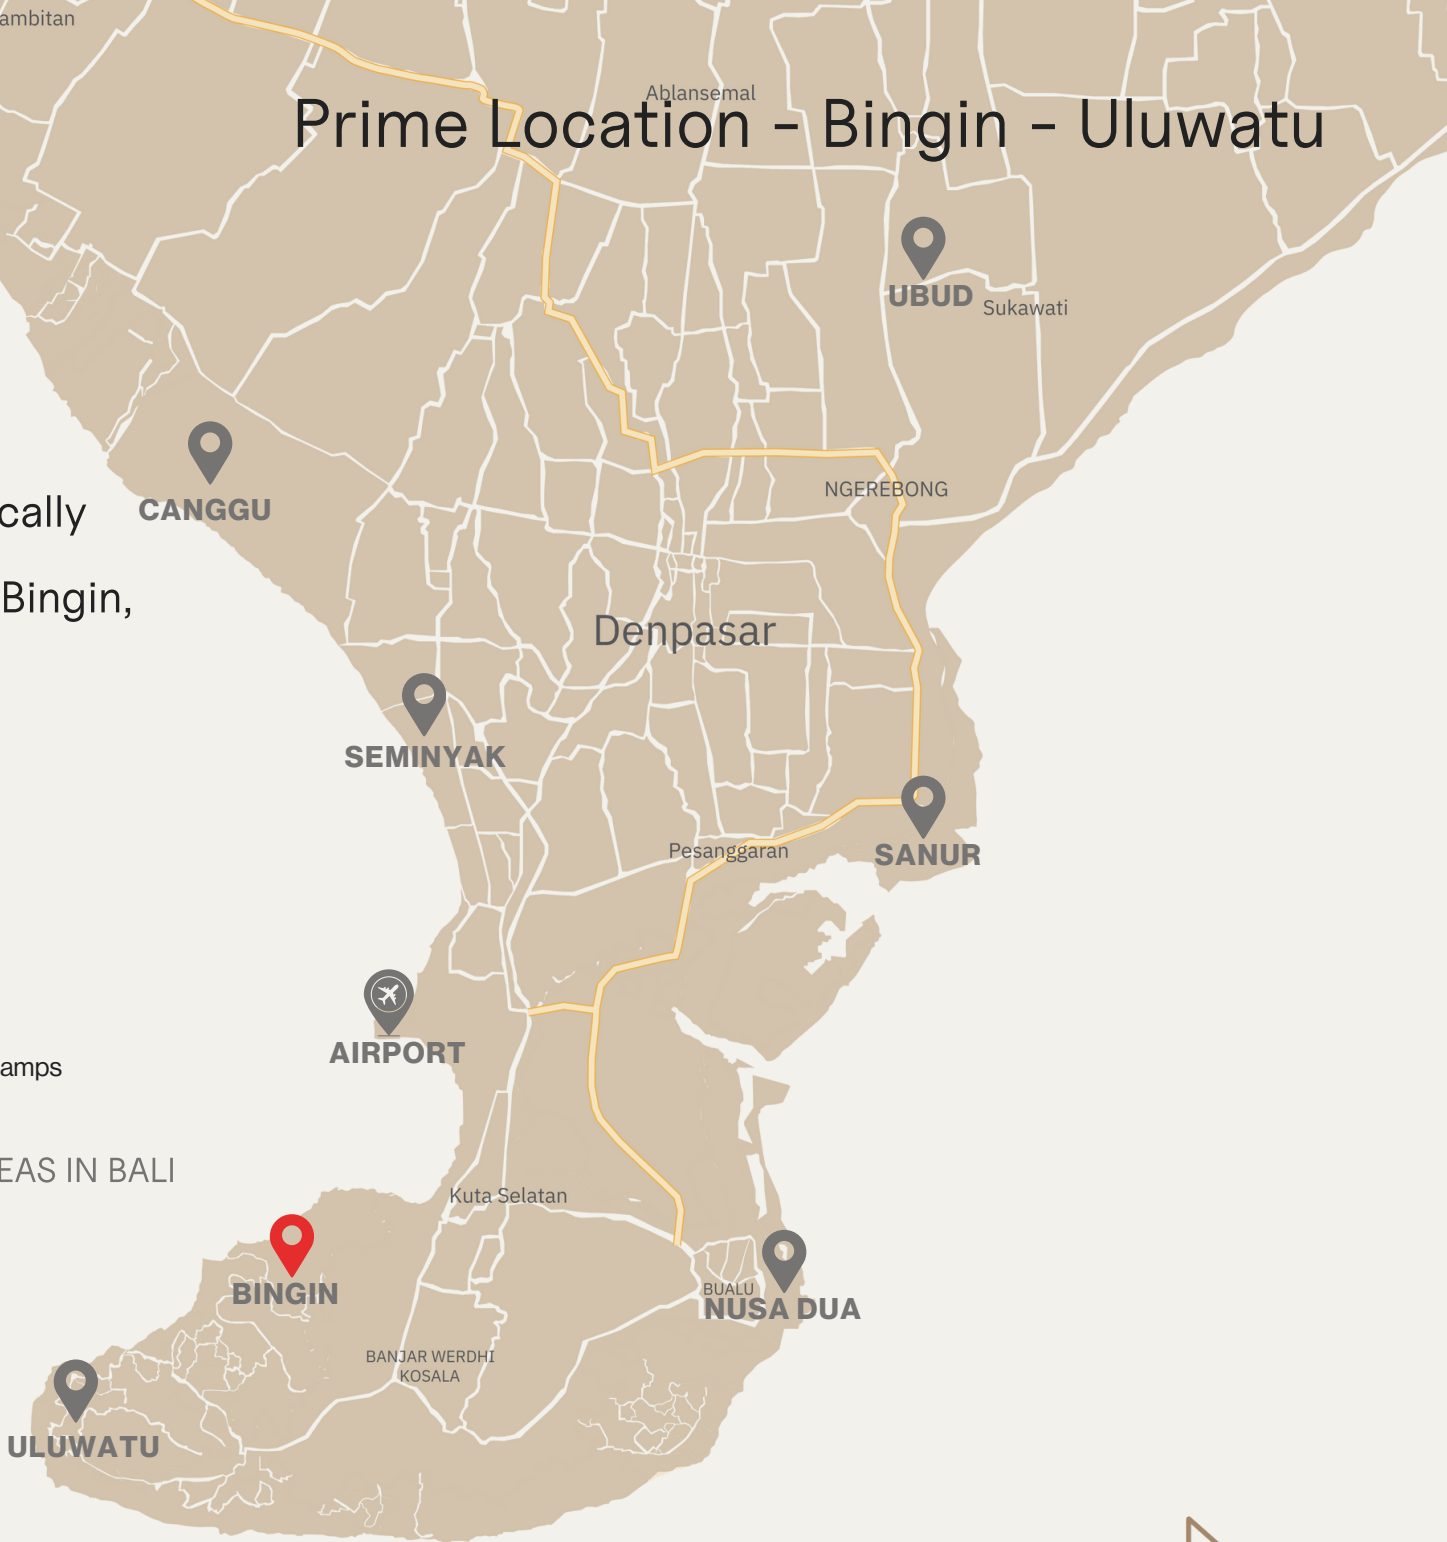 ambitan
Ablansemal
Prime Location - Bingin - Uluwatu
UBUD
Sukawati
CANGGU
cally
NGEREBONG
Bingin,
Denpasar
SEMINYAK
Pesanggaran
SANUR
AIRPORT
amps
EAS IN BALI
Kuta Selatan
BINGIN
BUALU
NUSA DUA
BANJAR WERDHI
KOSALA
ULUWATU